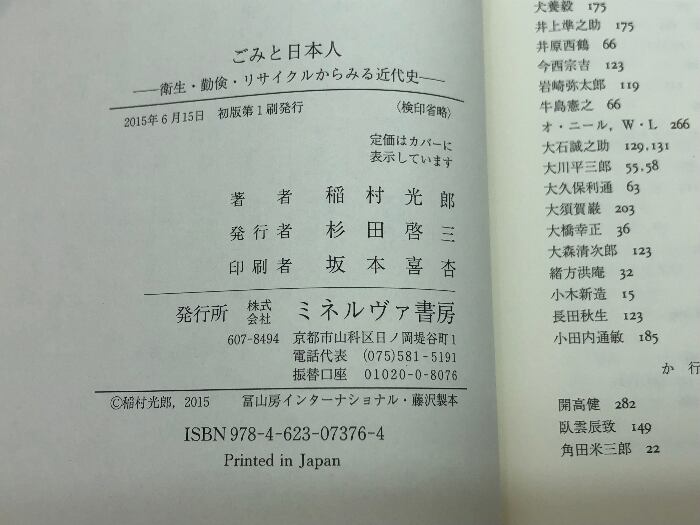 ごみと日本人
―衛生・勤倹・リサイクルからみる近代史―
2015年6月15日 初版第1刷発行 〈検印省略〉
定価はカバーに
表示しています
著者 稲村光郎
発行者 杉田啓三
印刷者 坂本喜杏
発行所 株式会社 ミネルヴァ書房
607-8494 京都市山科区日ノ岡堤谷町1
電話代表 (075)581-5191
振替口座 01020-0-8076
©稲村光郎, 2015 冨山房インターナショナル・藤沢製本
ISBN 978-4-623-07376-4
Printed in Japan
犬養毅 175
井上準之助 175
井原西鶴 66
今西宗吉 123
岩崎弥太郎 119
牛島憲之 66
オ・ニール, W・L 266
大石誠之助 129, 131
大川平三郎 55, 58
大久保利通 63
大須賀巌 203
大橋幸正 36
大森清次郎 123
緒方洪庵 32
小木新造 15
長田秋生 123
小田内通敏 185
か 行
開高健 282
臥雲辰致 149
角田米三郎 22